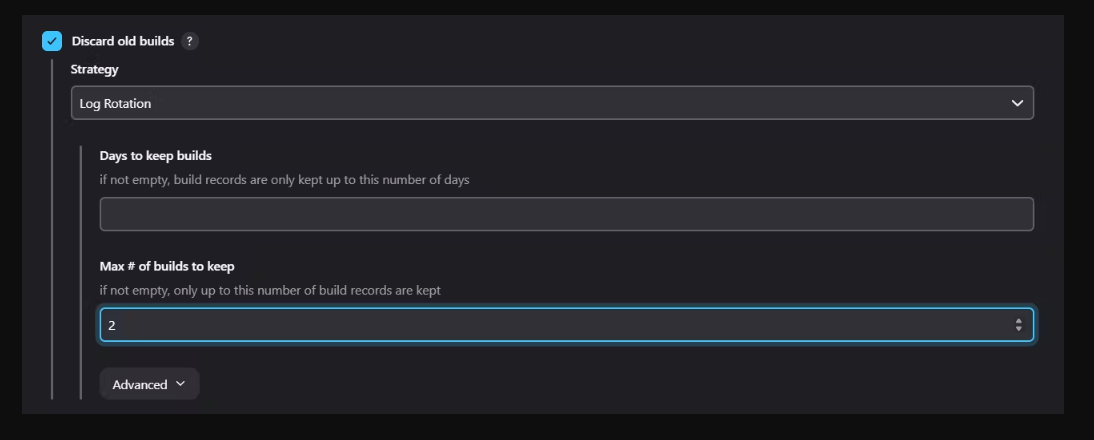 Discard old builds ?
Strategy
Log Rotation
Days to keep builds
if not empty, build records are only kept up to this number of days
Max # of builds to keep
if not empty, only up to this number of build records are kept
2
Advanced